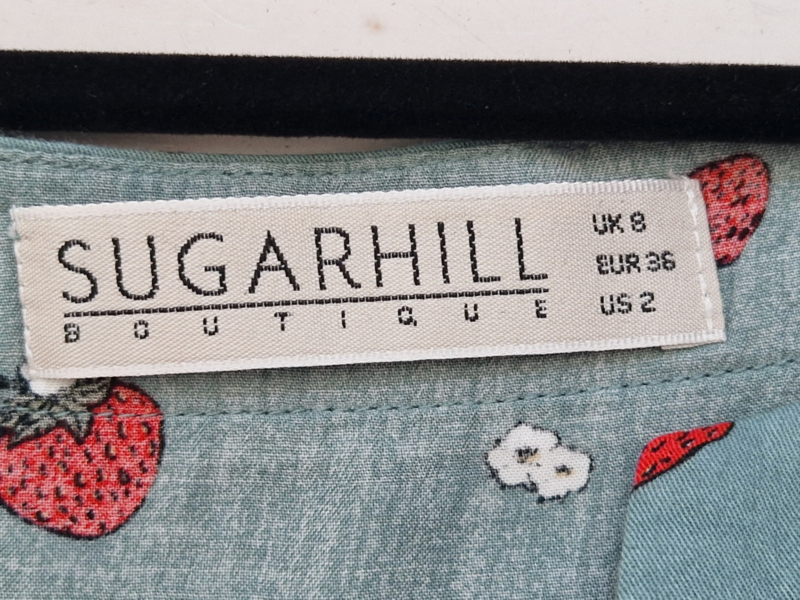 SUGARHILL
BOUTIQUE
UK 8
EUR 36
US 2